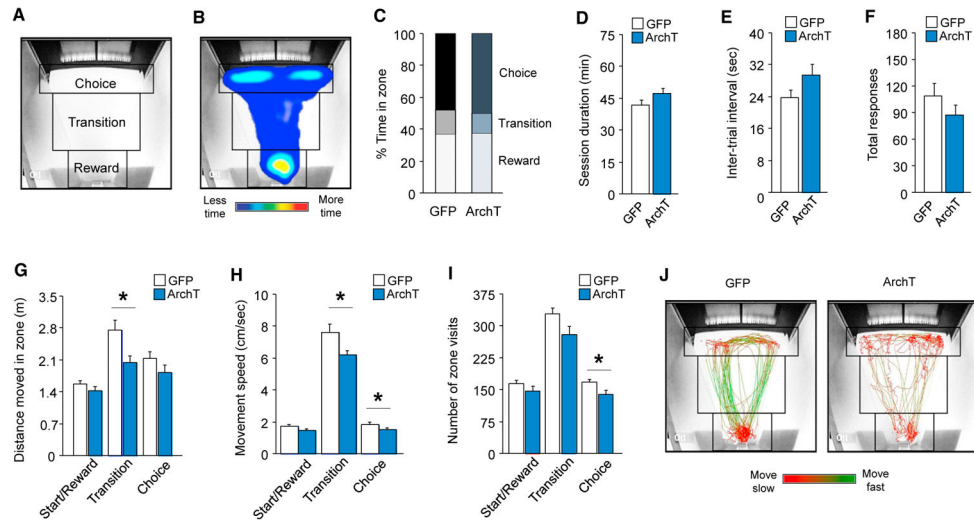 A
Choice
Transition
Reward
B
Less time
More time
C
% Time in zone
100
80
60
40
20
0
Choice
Transition
Reward
GFP
ArchT
D
GFP
ArchT
Session duration (min)
75
60
45
30
15
0
GFP
ArchT
E
GFP
ArchT
Inter-trial interval (sec)
40
32
24
16
8
0
GFP
ArchT
F
GFP
ArchT
Total responses
180
150
120
90
60
30
0
GFP
ArchT
G
GFP
ArchT
Distance moved in zone (m)
3.5
2.8
2.1
1.4
0.7
0
*
Start/Reward
Transition
Choice
H
GFP
ArchT
Movement speed (cm/sec)
10
8
6
4
2
0
*
*
Start/Reward
Transition
Choice
I
GFP
ArchT
Number of zone visits
375
300
225
150
75
0
*
Start/Reward
Transition
Choice
J
GFP
ArchT
Move slow
Move fast